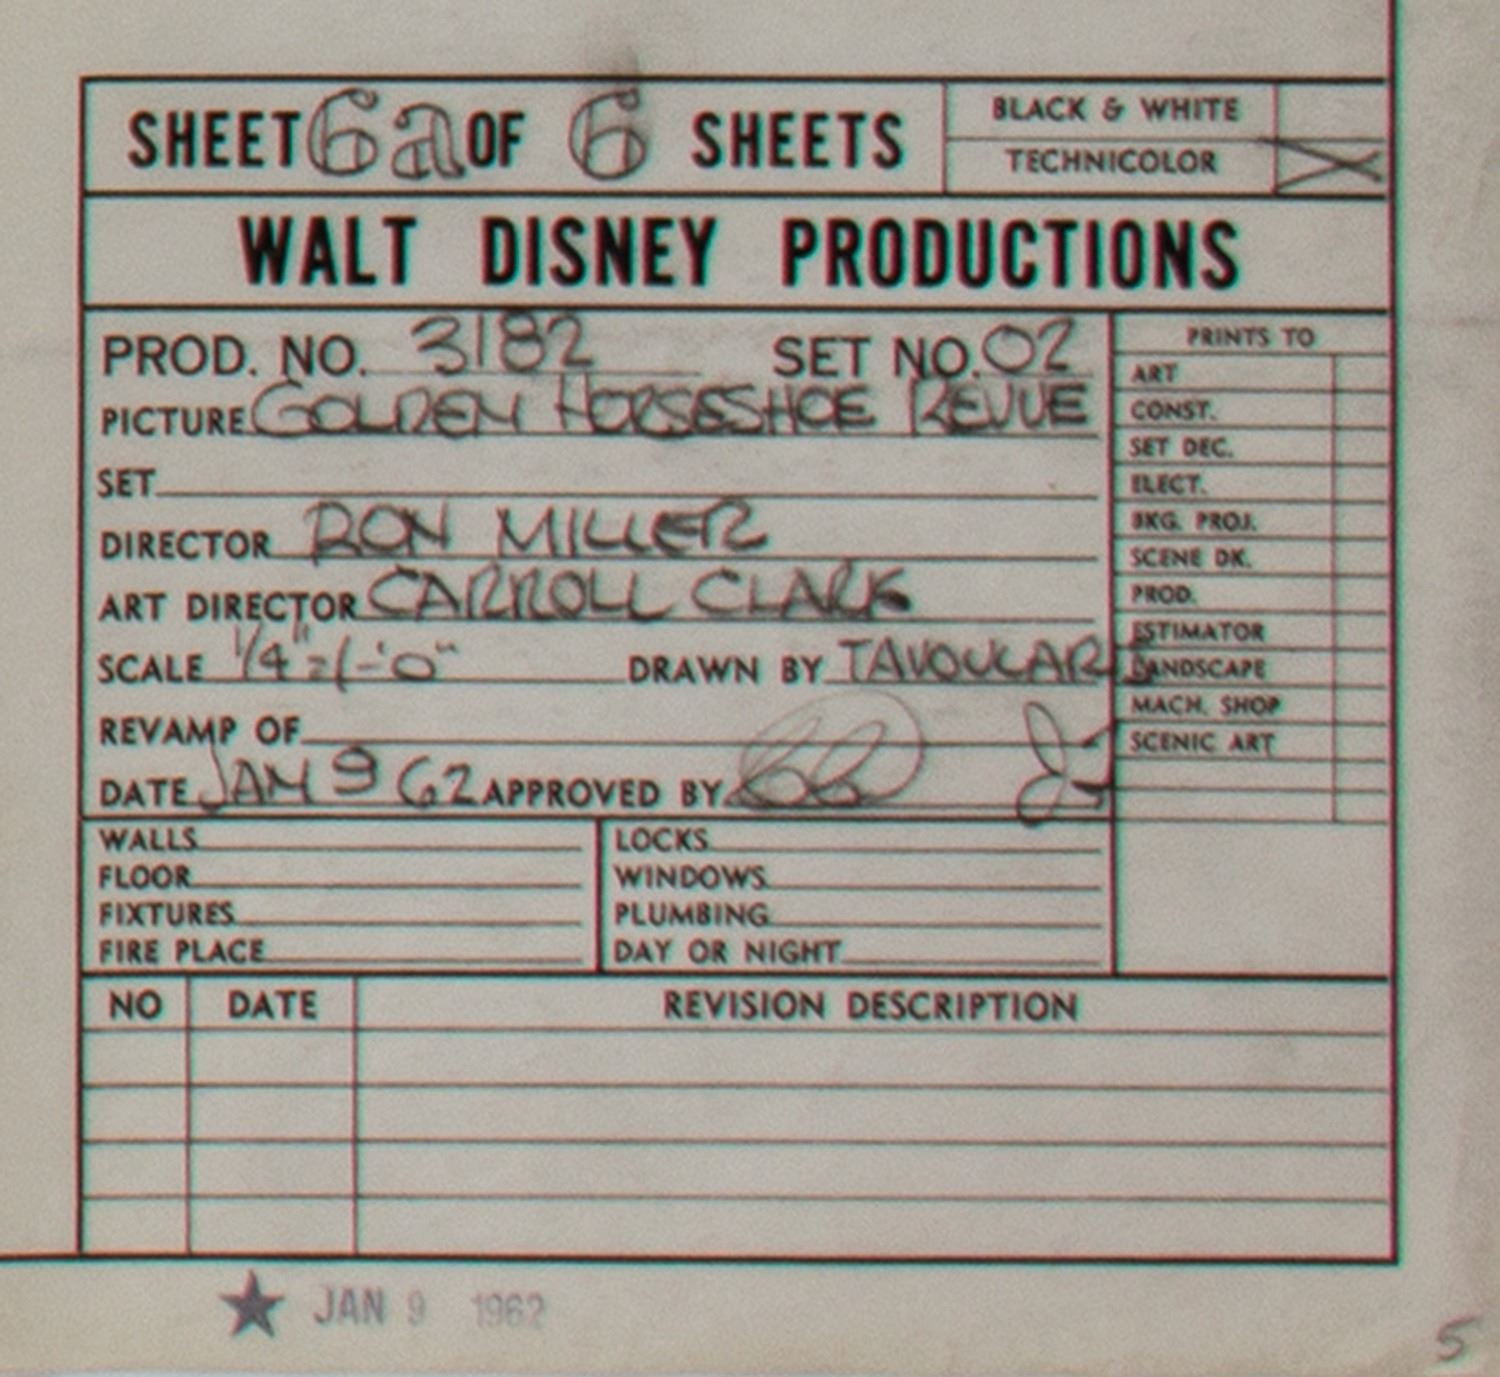 SHEET 6a OF 6 SHEETS
BLACK & WHITE
TECHNICOLOR X
WALT DISNEY PRODUCTIONS
PROD. NO. 3182 SET NO. 02
PICTURE GOLDEN HORSESHOE REVUE
SET
DIRECTOR RON MILLER
ART DIRECTOR CARROLL CLARK
SCALE 1/4"=1'-0" DRAWN BY TAVOULARIS
REVAMP OF
DATE JAN 9 62 APPROVED BY
PRINTS TO
ART
CONST.
SET DEC.
ELECT.
BKG. PROJ.
SCENE DK.
PROD.
ESTIMATOR
LANDSCAPE
MACH. SHOP
SCENIC ART
WALLS
FLOOR
FIXTURES
FIRE PLACE
LOCKS
WINDOWS
PLUMBING
DAY OR NIGHT
NO DATE REVISION DESCRIPTION
★ JAN 9 1962
5